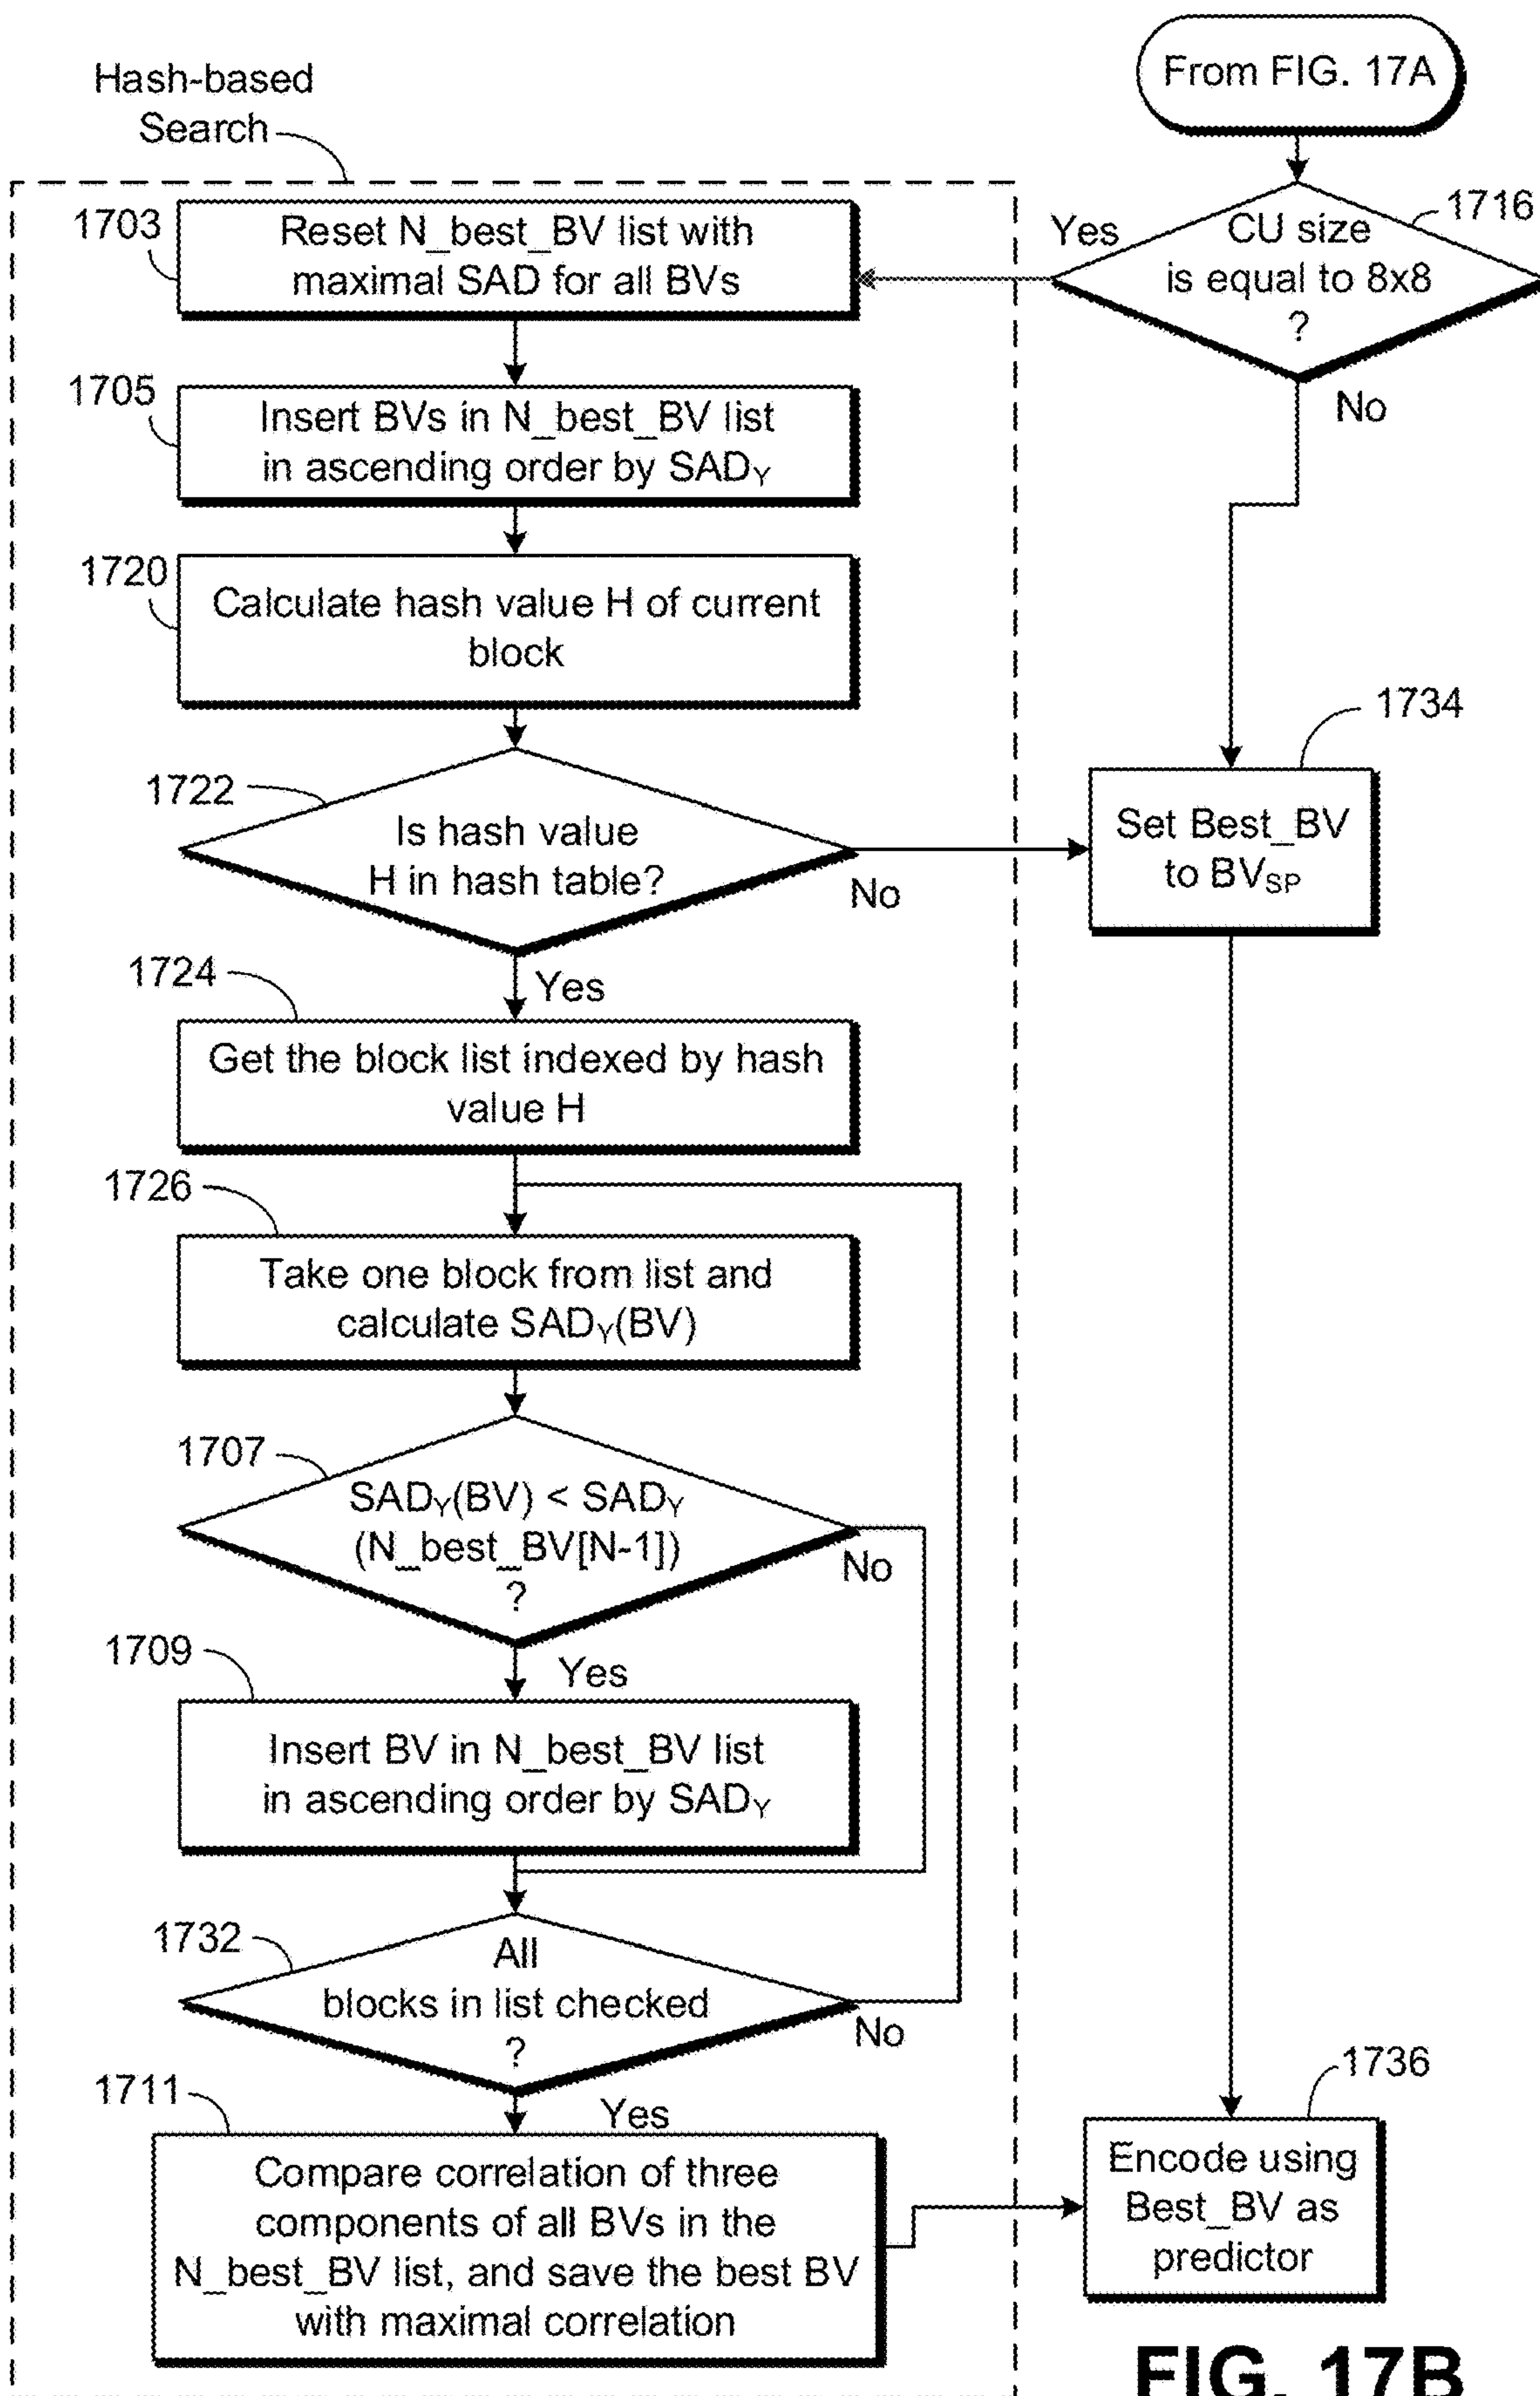 From FIG. 17A
Hash-based
Search
1716
CU size
is equal to 8x8
?
Yes
No
1703
Reset N_best_BV list with
maximal SAD for all BVs
1705
Insert BVs in N_best_BV list
in ascending order by SADY
1720
Calculate hash value H of current
block
1722
Is hash value
H in hash table?
No
Yes
1734
Set Best_BV
to BVSP
1724
Get the block list indexed by hash
value H
1726
Take one block from list and
calculate SADY(BV)
1707
SADY(BV) < SADY
(N_best_BV[N-1])
?
No
Yes
1709
Insert BV in N_best_BV list
in ascending order by SADY
1732
All
blocks in list checked
?
No
Yes
1711
Compare correlation of three
components of all BVs in the
N_best_BV list, and save the best BV
with maximal correlation
1736
Encode using
Best_BV as
predictor
FIG. 17B